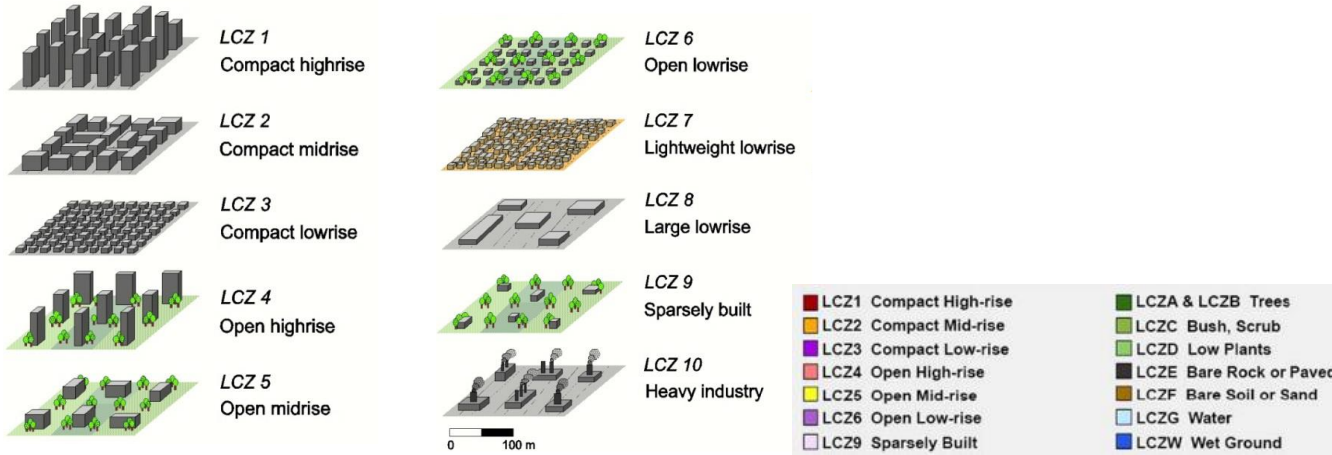 LCZ 1
Compact highrise
LCZ 2
Compact midrise
LCZ 3
Compact lowrise
LCZ 4
Open highrise
LCZ 5
Open midrise
LCZ 6
Open lowrise
LCZ 7
Lightweight lowrise
LCZ 8
Large lowrise
LCZ 9
Sparsely built
LCZ 10
Heavy industry
0 100 m
LCZ1 Compact High-rise
LCZ2 Compact Mid-rise
LCZ3 Compact Low-rise
LCZ4 Open High-rise
LCZ5 Open Mid-rise
LCZ6 Open Low-rise
LCZ9 Sparsely Built
LCZA & LCZB Trees
LCZC Bush, Scrub
LCZD Low Plants
LCZE Bare Rock or Paved
LCZF Bare Soil or Sand
LCZG Water
LCZW Wet Ground